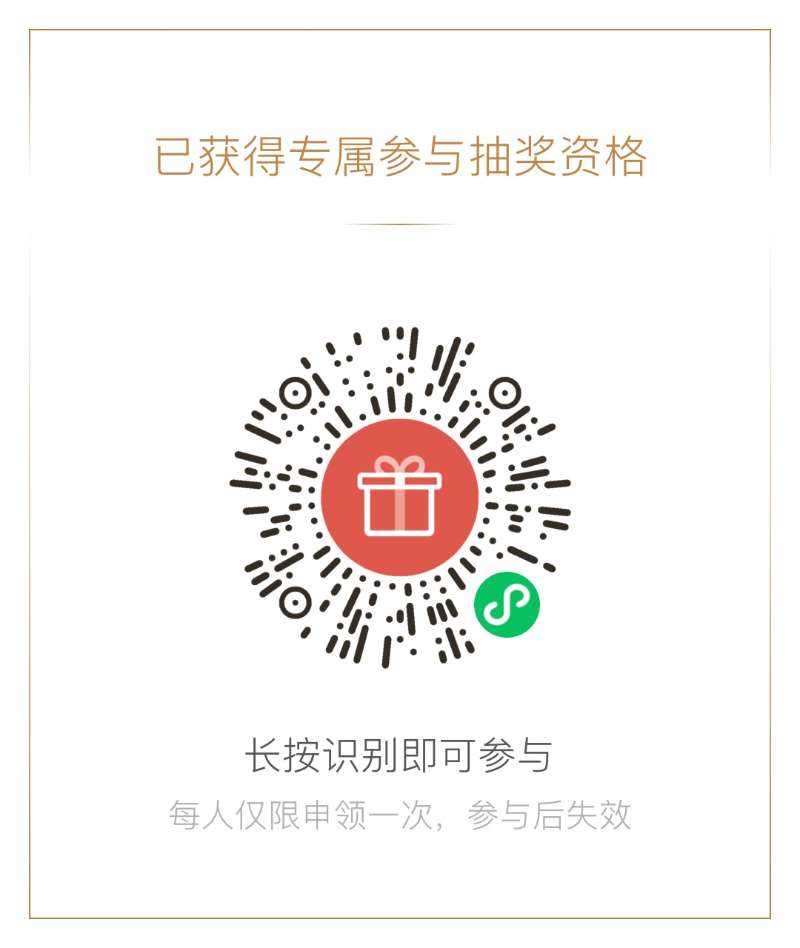 已获得专属参与抽奖资格
长按识别即可参与
每人仅限申领一次，参与后失效